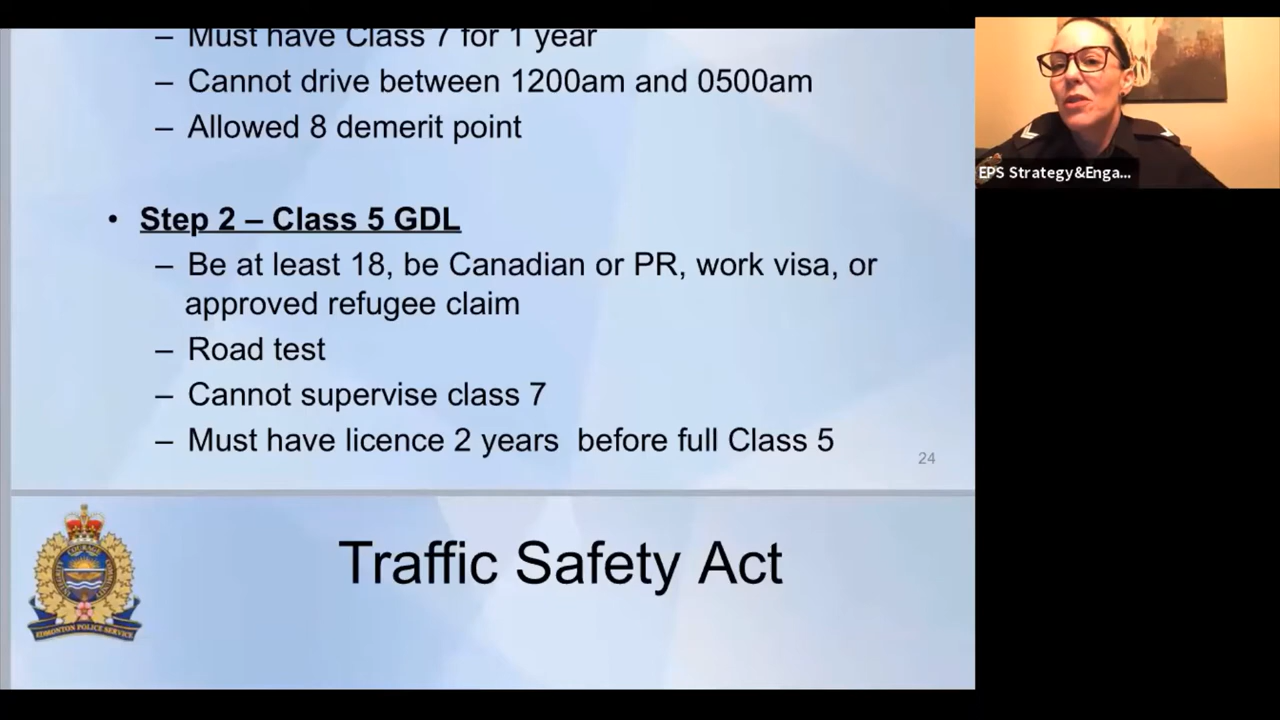 – Must have Class 7 for 1 year
– Cannot drive between 1200am and 0500am
– Allowed 8 demerit point
• Step 2 – Class 5 GDL
– Be at least 18, be Canadian or PR, work visa, or
approved refugee claim
– Road test
– Cannot supervise class 7
– Must have licence 2 years  before full Class 5
24
Traffic Safety Act
EDMONTON POLICE SERVICE
EPS Strategy&Enga...